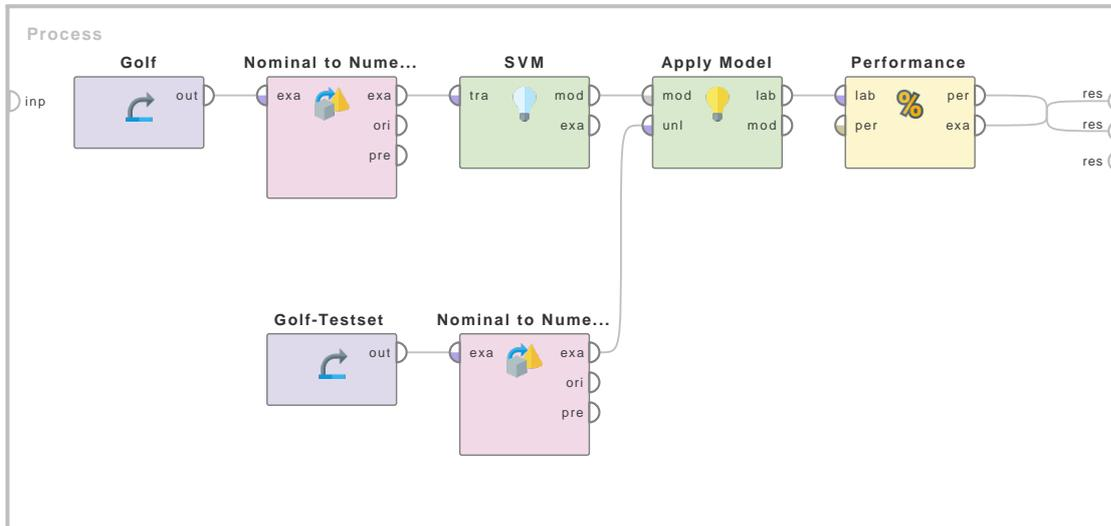 Process
Golf
Nominal to Nume...
SVM
Apply Model
Performance
inp
out
exa
exa
ori
pre
tra
mod
exa
mod
unl
lab
mod
lab
per
per
exa
res
res
res
Golf-Testset
Nominal to Nume...
out
exa
exa
ori
pre